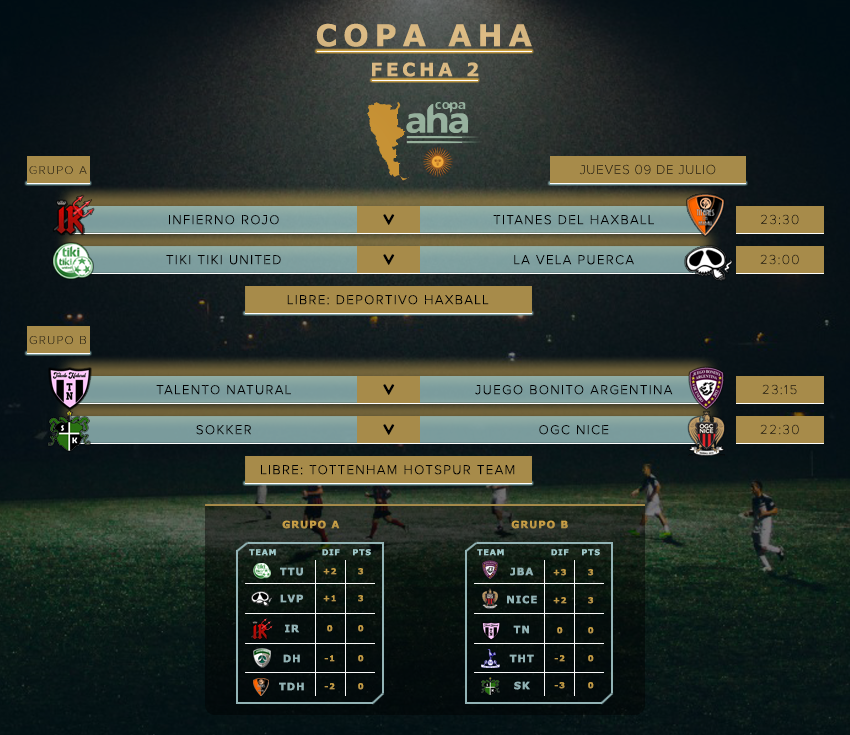 COPA AHA
FECHA 2
copa
aha
GRUPO A
JUEVES 09 DE JULIO
INFIERNO ROJO V TITANES DEL HAXBALL 23:30
TIKI TIKI UNITED V LA VELA PUERCA 23:00
LIBRE: DEPORTIVO HAXBALL
GRUPO B
TALENTO NATURAL V JUEGO BONITO ARGENTINA 23:15
SOKKER V OGC NICE 22:30
LIBRE: TOTTENHAM HOTSPUR TEAM
GRUPO A
TEAM DIF PTS
TTU +2 3
LVP +1 3
IR 0 0
DH -1 0
TDH -2 0
GRUPO B
TEAM DIF PTS
JBA +3 3
NICE +2 3
TN 0 0
THT -2 0
SK -3 0